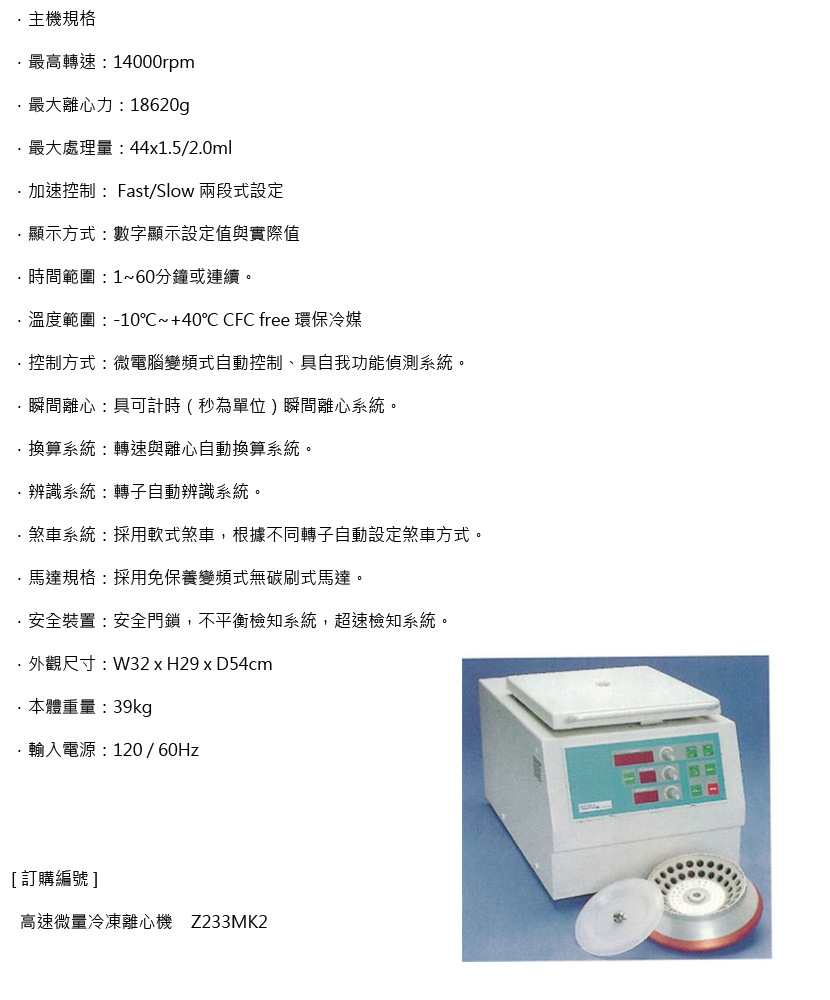 ．主機規格
．最高轉速：14000rpm
．最大離心力：18620g
．最大處理量：44x1.5/2.0ml
．加速控制： Fast/Slow 兩段式設定
．顯示方式：數字顯示設定值與實際值
．時間範圍：1~60分鐘或連續。
．溫度範圍：-10℃~+40℃ CFC free 環保冷媒
．控制方式：微電腦變頻式自動控制、具自我功能偵測系統。
．瞬間離心：具可計時（秒為單位）瞬間離心系統。
．換算系統：轉速與離心自動換算系統。
．辨識系統：轉子自動辨識系統。
．煞車系統：採用軟式煞車，根據不同轉子自動設定煞車方式。
．馬達規格：採用免保養變頻式無碳刷式馬達。
．安全裝置：安全門鎖，不平衡檢知系統，超速檢知系統。
．外觀尺寸：W32 x H29 x D54cm
．本體重量：39kg
．輸入電源：120 / 60Hz
[ 訂購編號 ]
高速微量冷凍離心機　Z233MK2